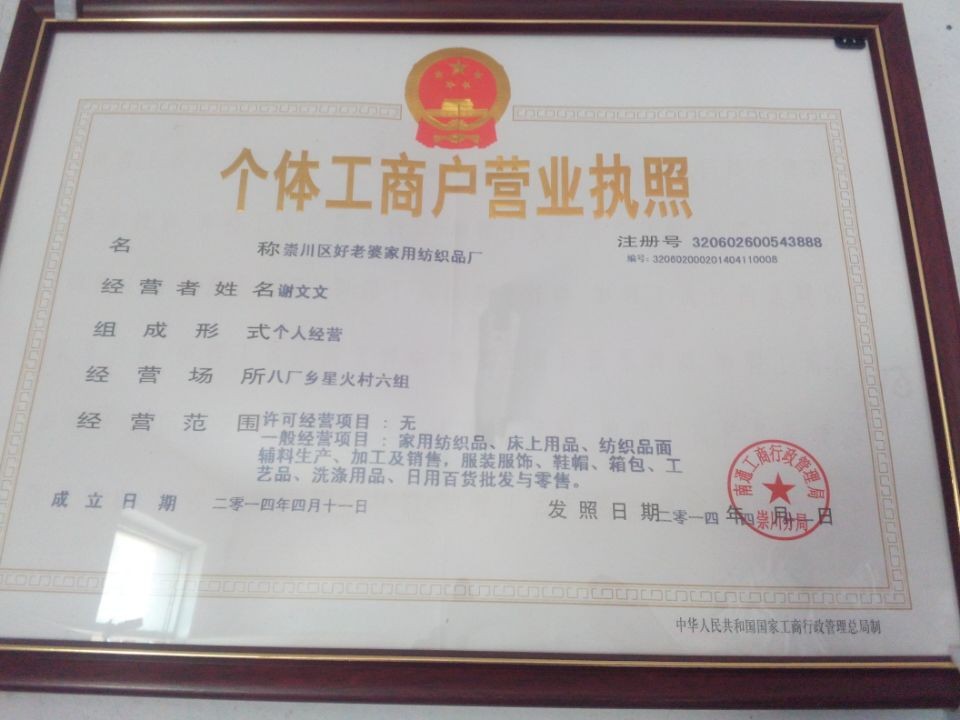 个体工商户营业执照
注册号 320602600543888
编号: 320602000201404110008
名称 崇川区好老婆家用纺织品厂
经营者姓名 谢文文
组成形式 个人经营
经营场所 八厂乡星火村六组
经营范围 许可经营项目 : 无
一般经营项目 : 家用纺织品、床上用品、纺织品面
辅料生产、加工及销售, 服装服饰、鞋帽、箱包、工
艺品、洗涤用品、日用百货批发与零售。
成立日期 二零一四年四月十一日
发照日期 二零一四 年 四 月十一日
南通工商行政管理局
崇川分局
中华人民共和国国家工商行政管理总局制